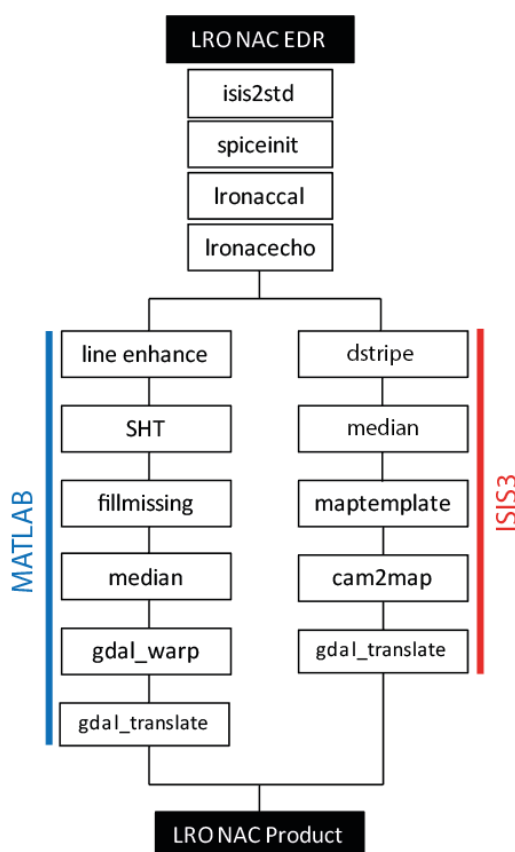 LRO NAC EDR
isis2std
spiceinit
lronaccal
lronacecho
MATLAB
line enhance
SHT
fillmissing
median
gdal_warp
gdal_translate
dstripe
median
maptemplate
cam2map
gdal_translate
ISIS3
LRO NAC Product